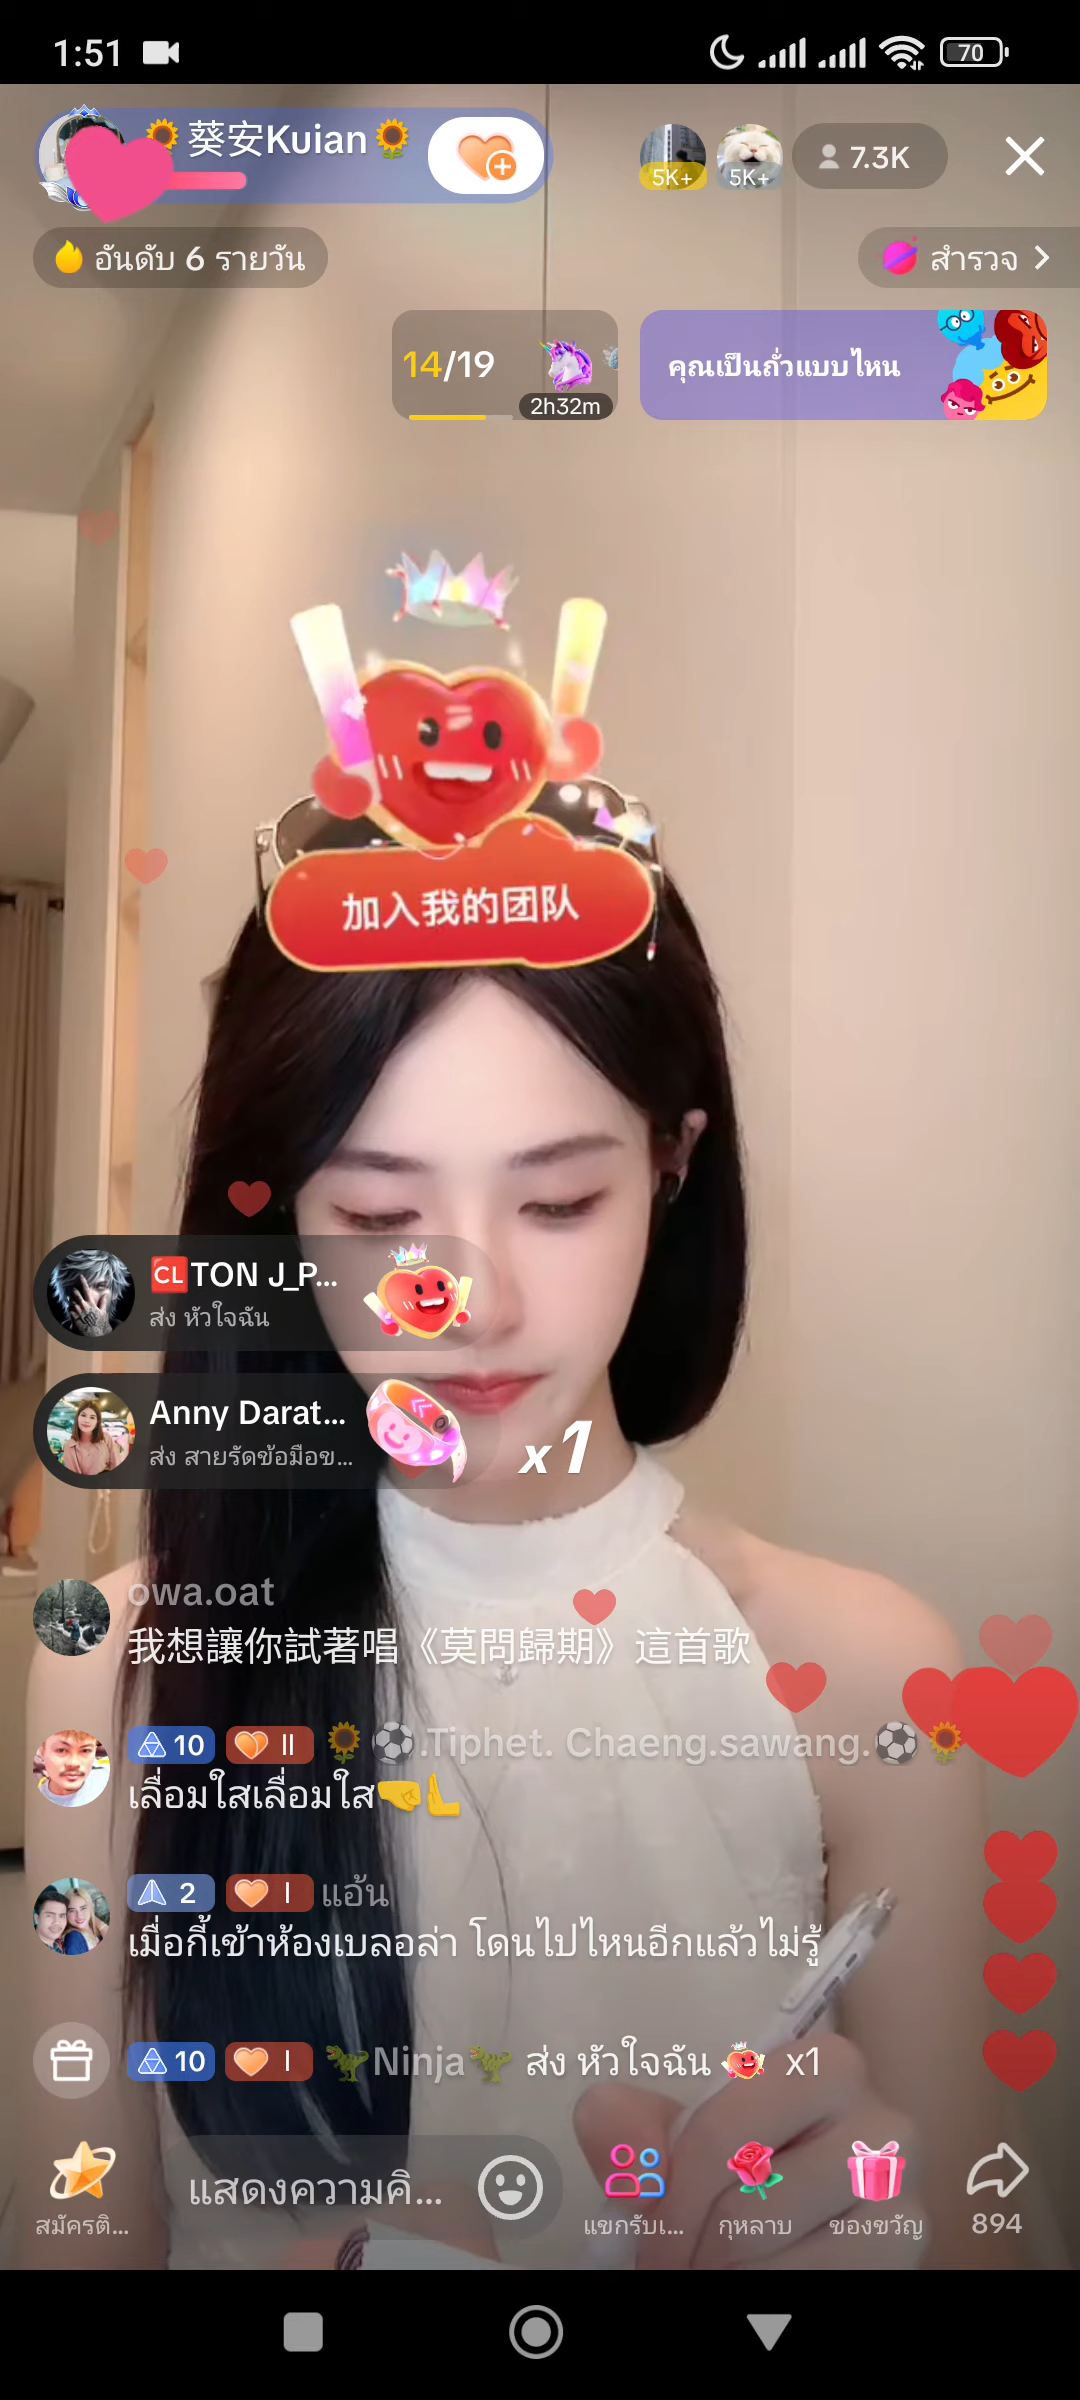 1:51
70
🌻葵安Kuian🌻
5K+
5K+
7.3K
อันดับ 6 รายวัน
สำรวจ
14/19
2h32m
คุณเป็นถั่วแบบไหน
加入我的团队
🆑TON J_P...
ส่ง หัวใจฉัน
Anny Darat...
ส่ง สายรัดข้อมือข...
x1
owa.oat
我想讓你試著唱《莫問歸期》這首歌
10 II 🌻⚽.Tiphet. Chaeng.sawang.⚽🌻
เลื่อมใสเลื่อมใส🤜🫷
2 I แอ้น
เมื่อกี้เข้าห้องเบลอล่า โดนไปไหนอีกแล้วไม่รู้
10 I 🦖Ninja🦖 ส่ง หัวใจฉัน x1
แสดงความคิ...
สมัครติ...
แขกรับเ...
กุหลาบ
ของขวัญ
894